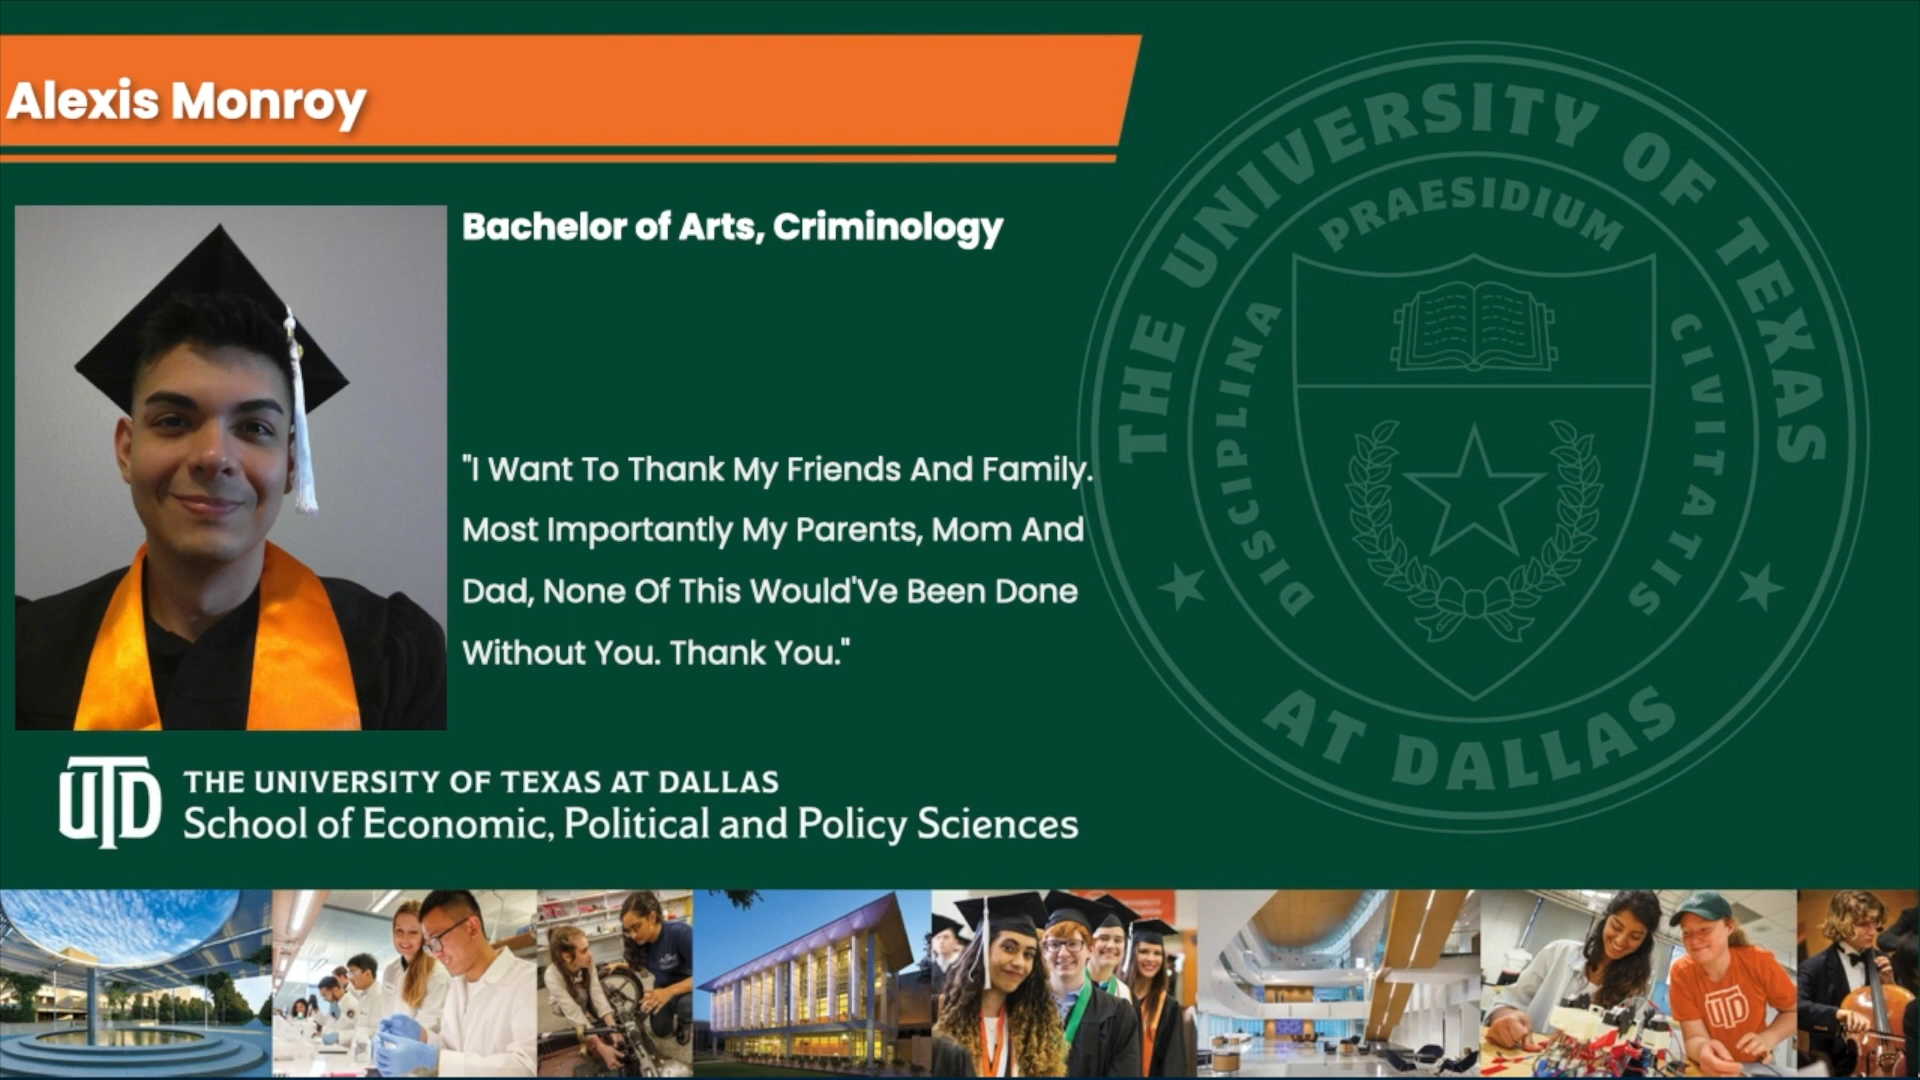 Alexis Monroy
Bachelor of Arts, Criminology
"I Want To Thank My Friends And Family.
Most Importantly My Parents, Mom And
Dad, None Of This Would'Ve Been Done
Without You. Thank You."
UTD
THE UNIVERSITY OF TEXAS AT DALLAS
School of Economic, Political and Policy Sciences
THE UNIVERSITY OF TEXAS
AT DALLAS
DISCIPLINA PRAESIDIUM CIVITATIS
UTD